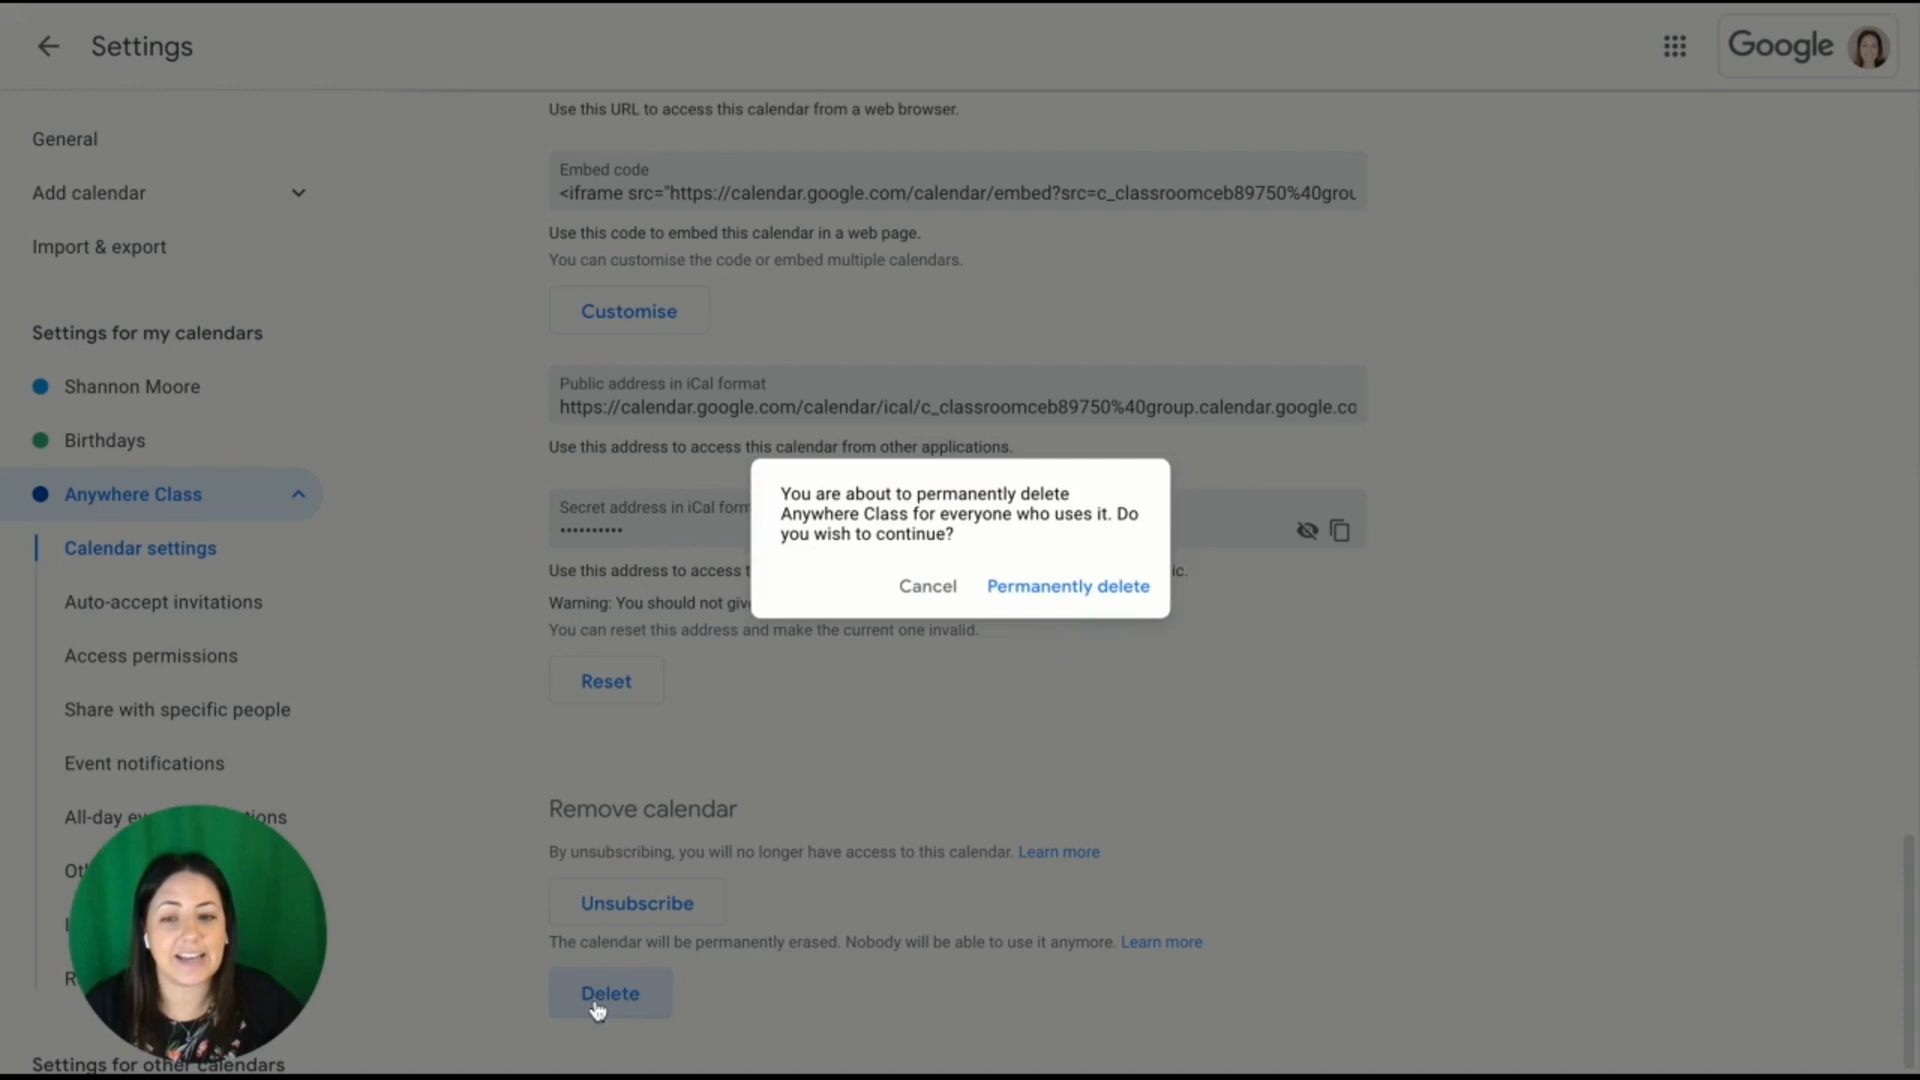 Settings
Google
General
Add calendar
Import & export
Settings for my calendars
Shannon Moore
Birthdays
Anywhere Class
Calendar settings
Auto-accept invitations
Access permissions
Share with specific people
Event notifications
All-day
Settings for other calendars
Use this URL to access this calendar from a web browser.
Embed code
<iframe src="https://calendar.google.com/calendar/embed?src=c_classroomceb89750%40grou
Use this code to embed this calendar in a web page.
You can customise the code or embed multiple calendars.
Customise
Public address in iCal format
https://calendar.google.com/calendar/ical/c_classroomceb89750%40group.calendar.google.co
Use this address to access this calendar from other applications.
Secret address in iCal
••••••••••
Use this address to access
Warning: You should not
You can reset this address and make the current one invalid.
Reset
You are about to permanently delete
Anywhere Class for everyone who uses it. Do
you wish to continue?
Cancel
Permanently delete
Remove calendar
By unsubscribing, you will no longer have access to this calendar. Learn more
Unsubscribe
The calendar will be permanently erased. Nobody will be able to use it anymore. Learn more
Delete